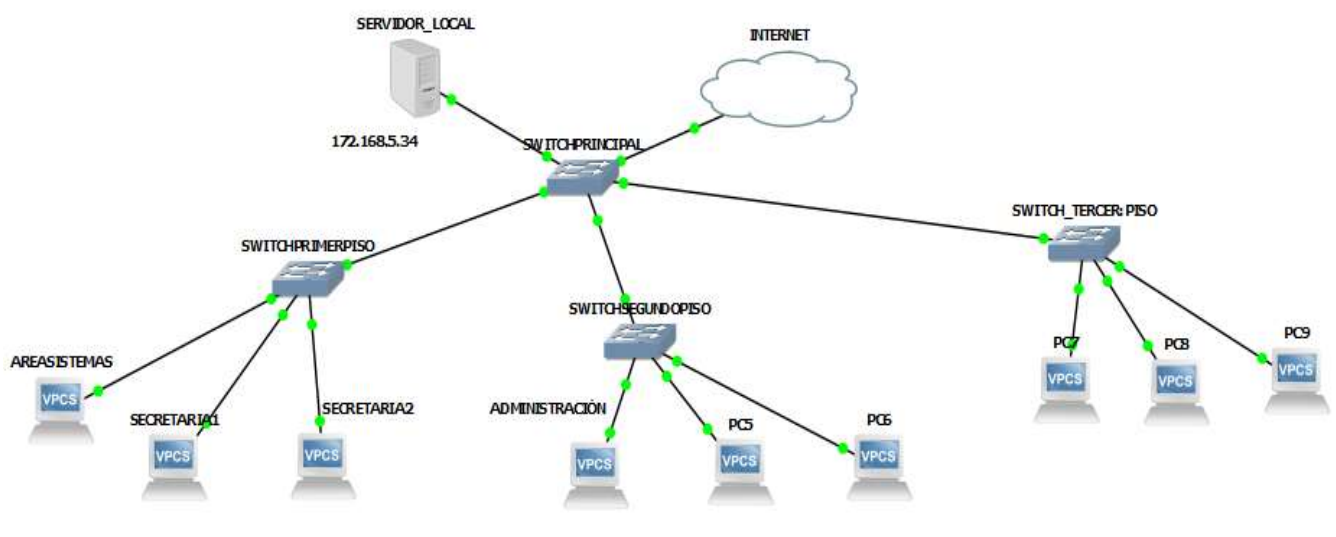 SERVIDOR_LOCAL
INTERNET
172.168.5.34
SWITCHPRINCIPAL
SWITCH_TERCER: PISO
SWITCHPRIMERPISO
SWITCHSEGUNDOPISO
AREASISTEMAS
VPCS
SECRETARIA1
VPCS
SECRETARIA2
VPCS
ADMINISTRACIÓN
VPCS
PC5
VPCS
PC6
VPCS
PC7
VPCS
PC8
VPCS
PC9
VPCS